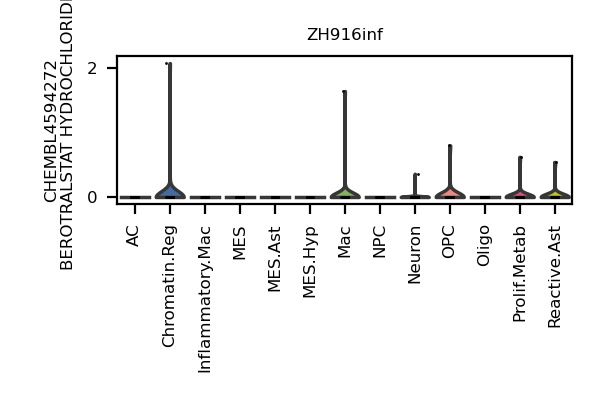 ZH916inf
CHEMBL4594272
BEROTRALSTAT HYDROCHLORIDE
2
0
AC
Chromatin.Reg
Inflammatory.Mac
MES
MES.Ast
MES.Hyp
Mac
NPC
Neuron
OPC
Oligo
Prolif.Metab
Reactive.Ast